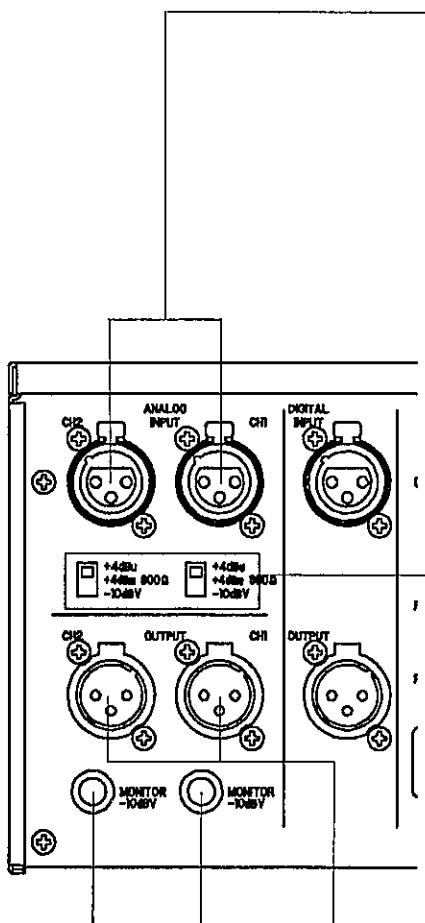 CH2
ANALOG
INPUT
CH1
DIGITAL
INPUT
+4dBu
+4dBm 600Ω
-10dBV
+4dBu
+4dBm 600Ω
-10dBV
CH2
OUTPUT
CH1
OUTPUT
MONITOR
-10dBV
MONITOR
-10dBV